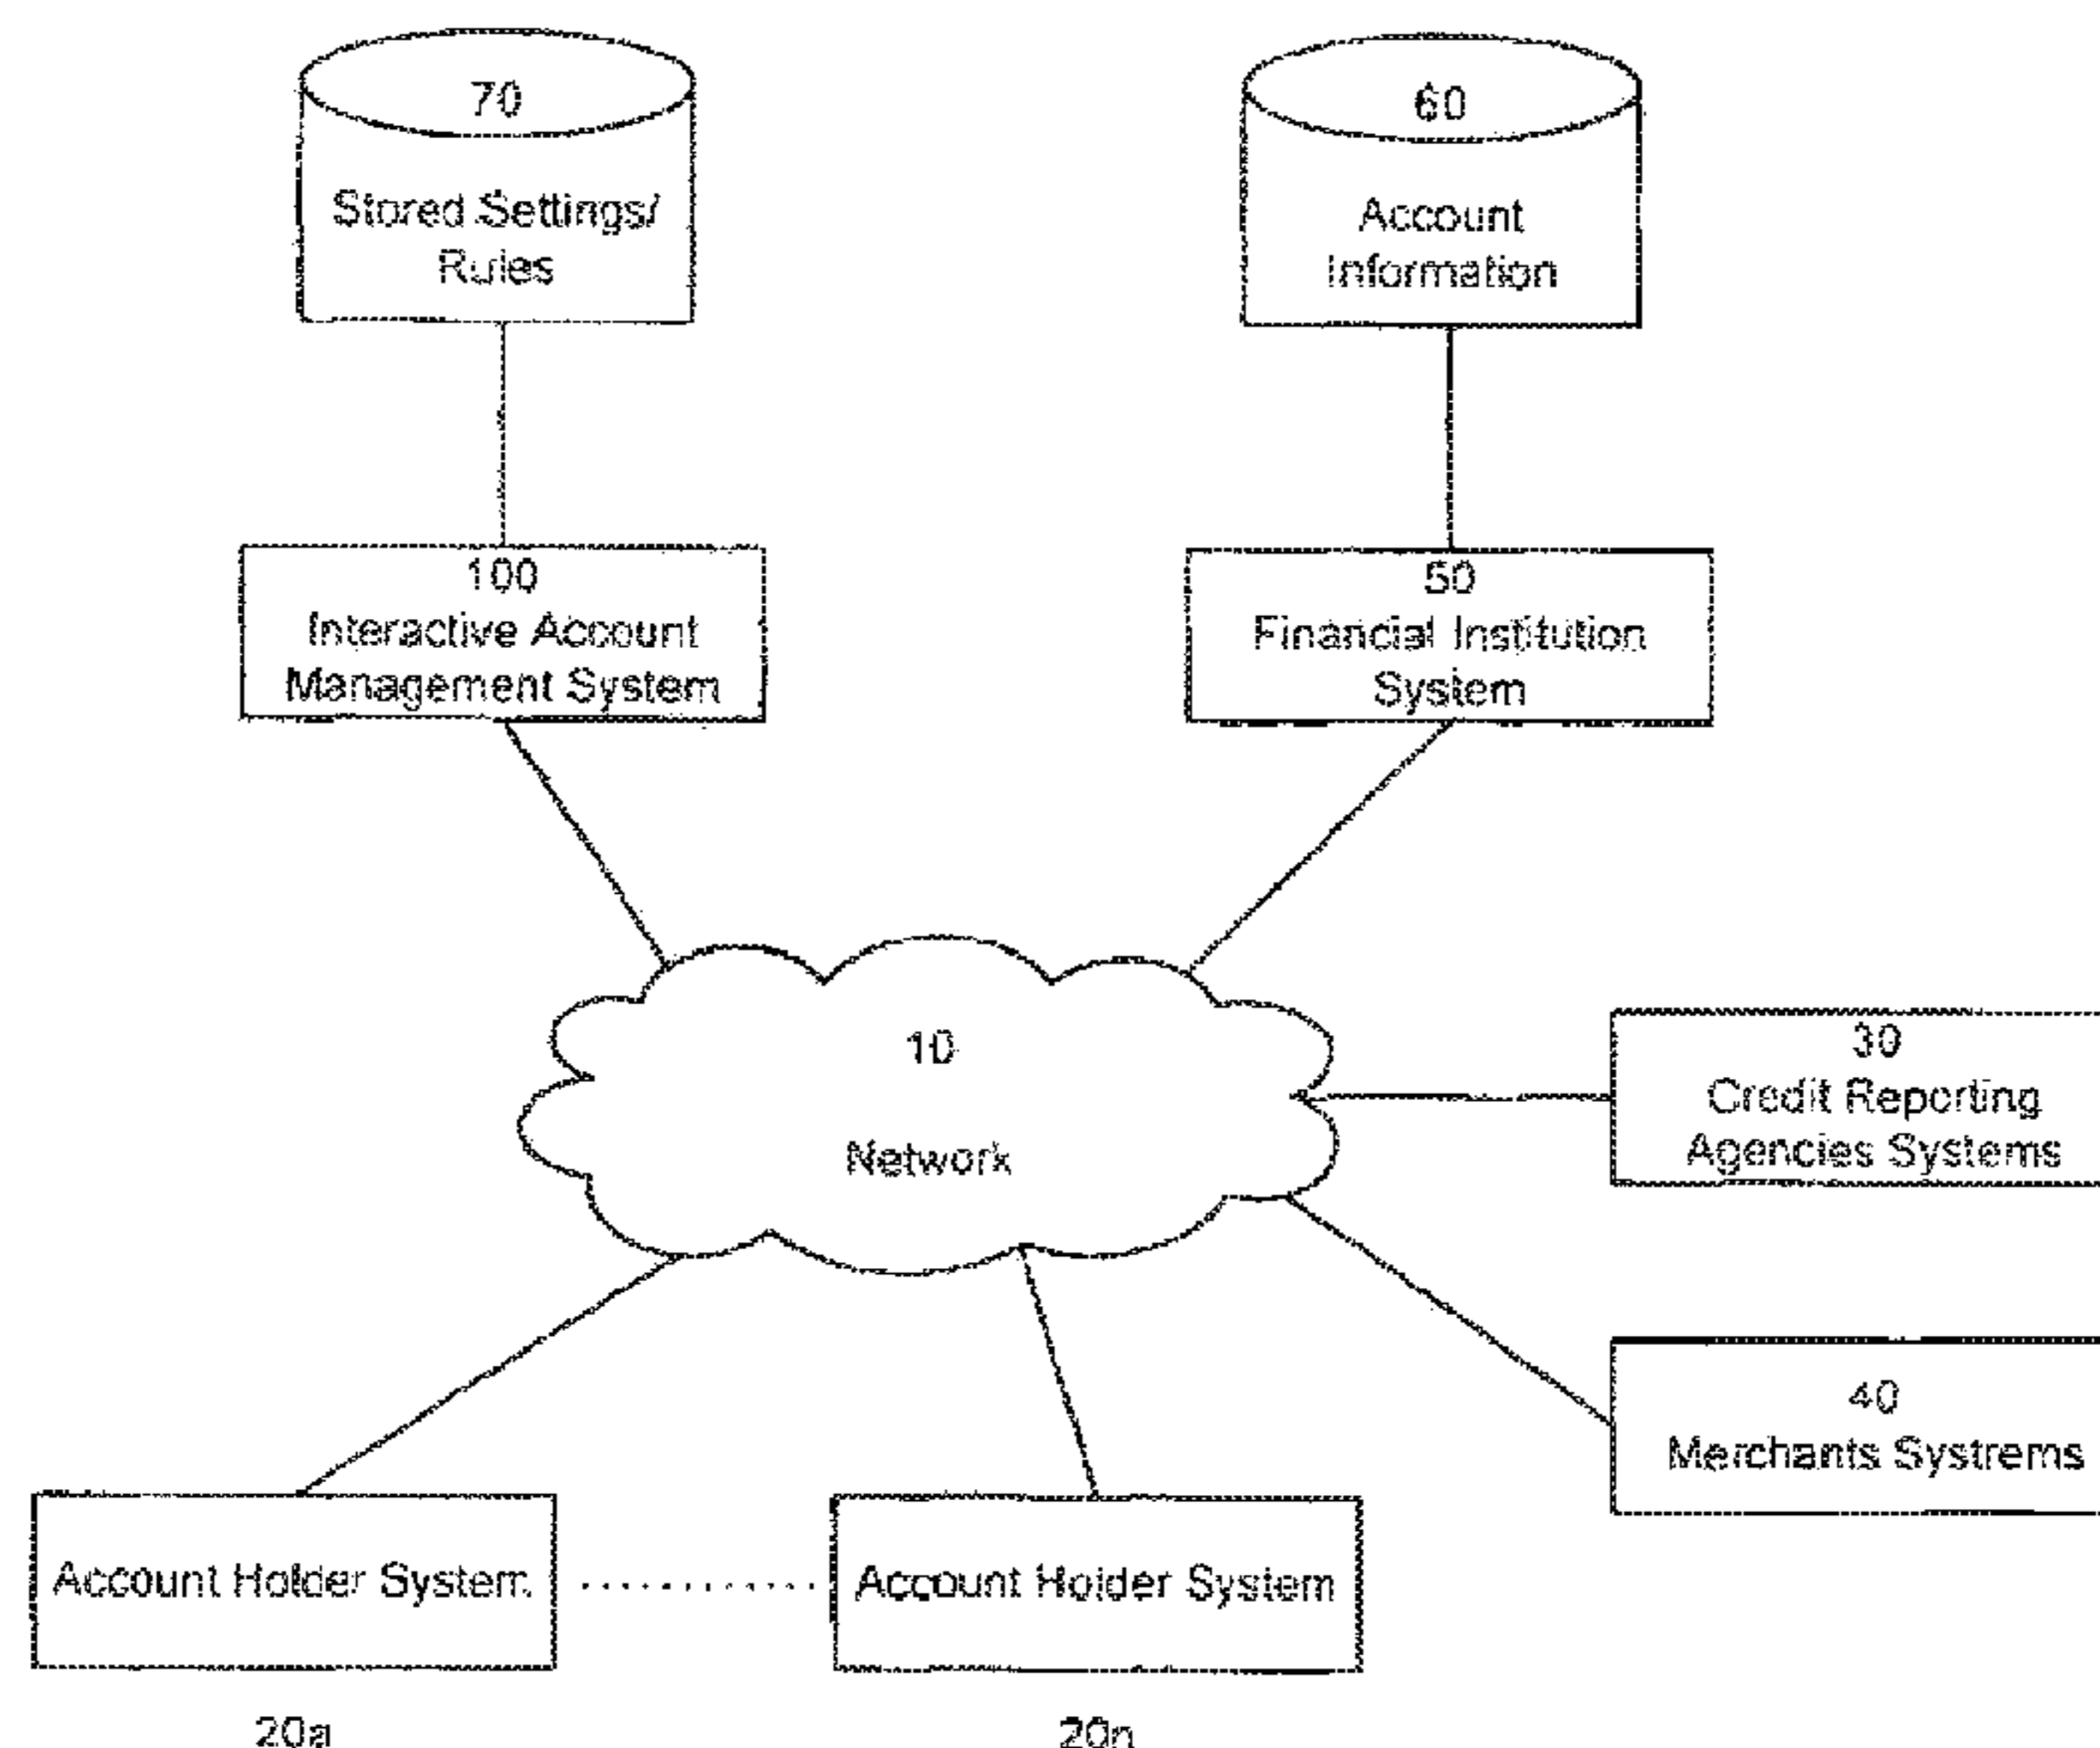 70
Stored Settings/
Rules
60
Account
Information
100
Interactive Account
Management System
50
Financial Institution
System
10
Network
30
Credit Reporting
Agencies Systems
40
Merchants Systrems
Account Holder System
Account Holder System
20a
20n